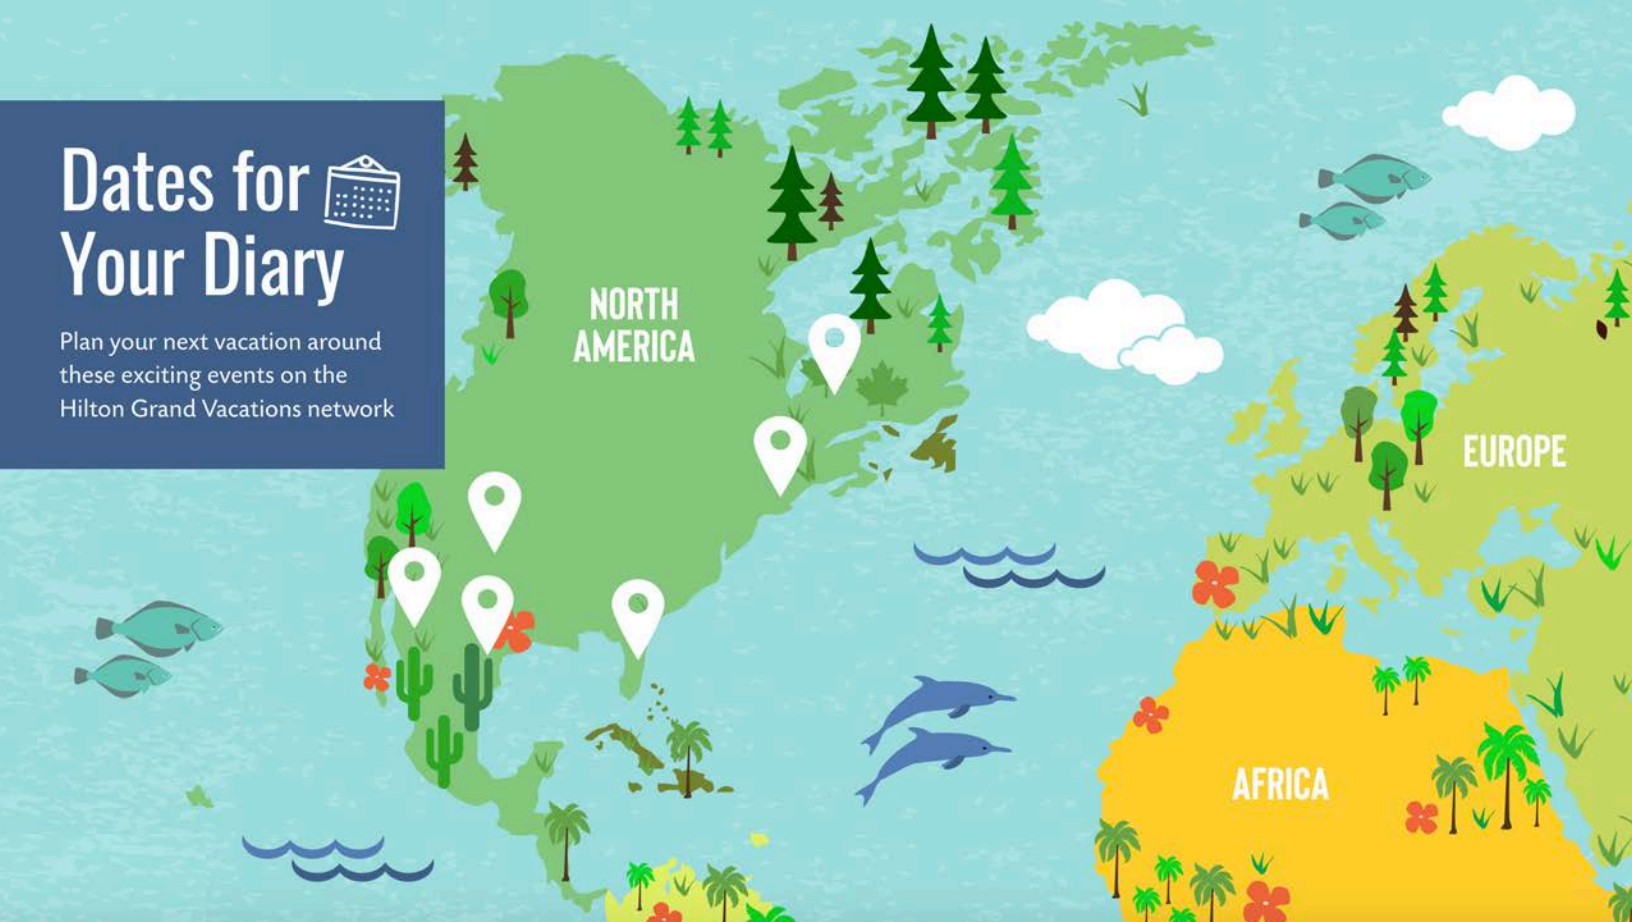 Dates for
Your Diary
Plan your next vacation around
these exciting events on the
Hilton Grand Vacations network
NORTH
AMERICA
EUROPE
AFRICA